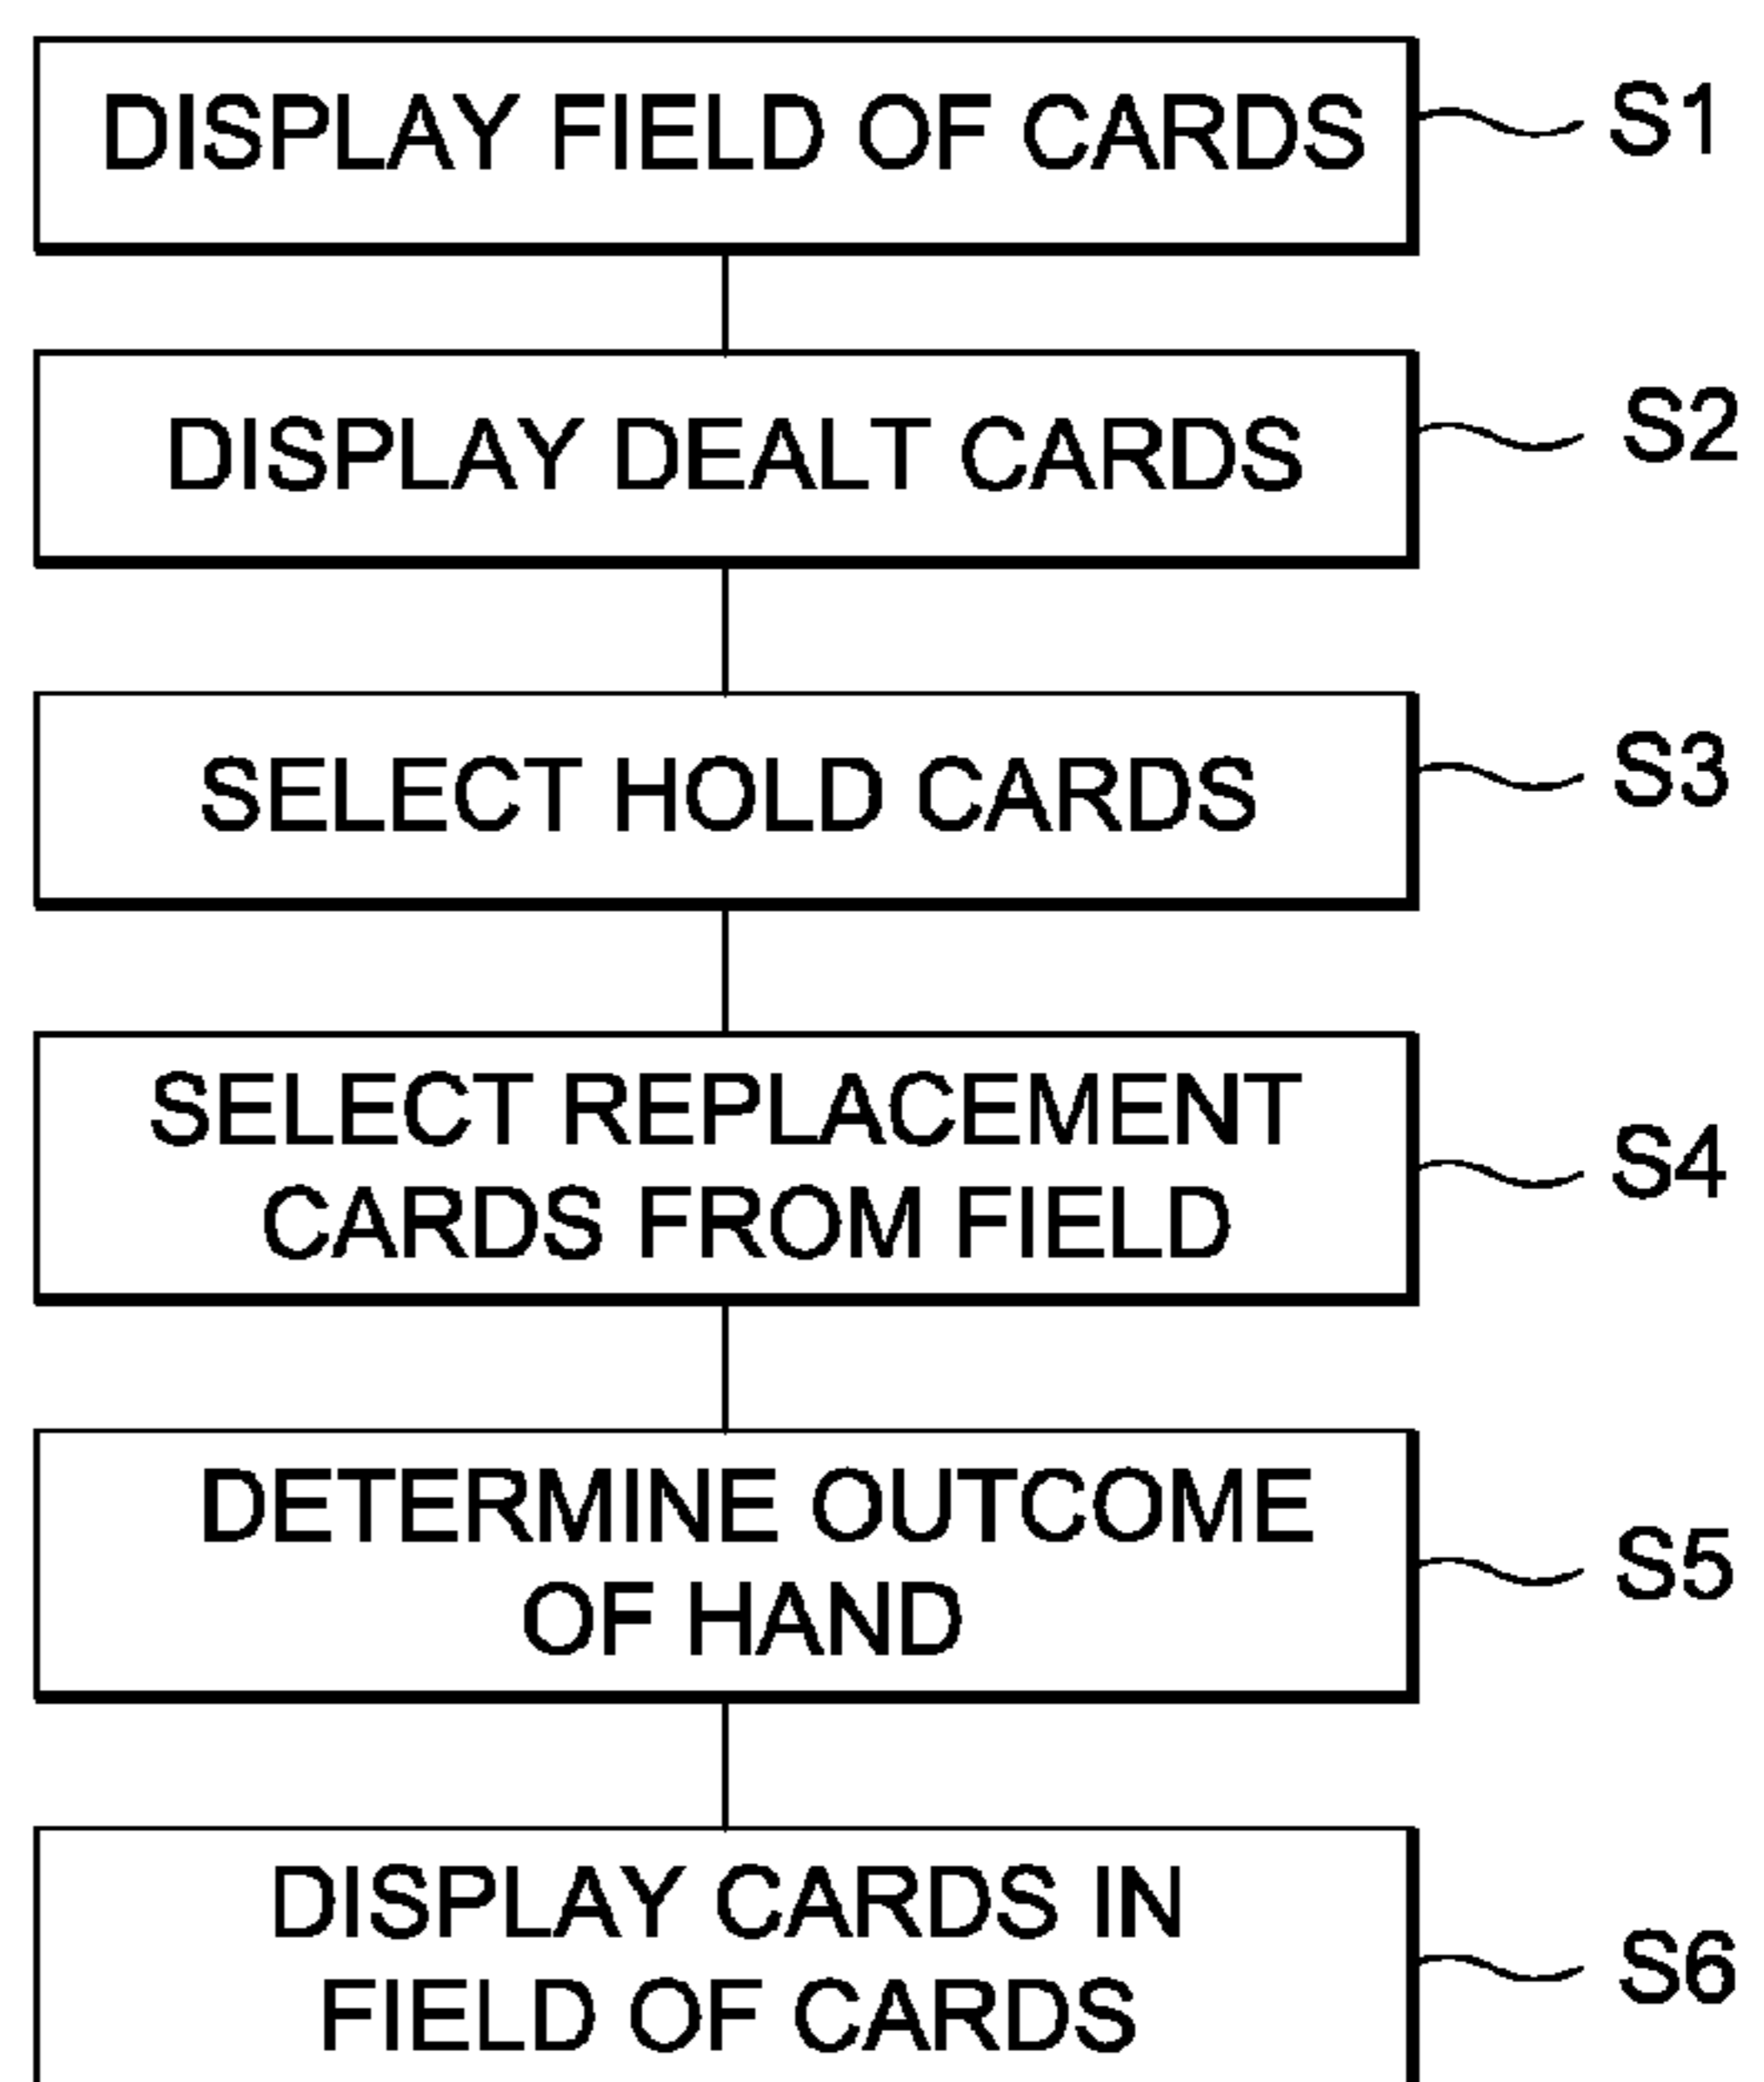 DISPLAY FIELD OF CARDS
S1
DISPLAY DEALT CARDS
S2
SELECT HOLD CARDS
S3
SELECT REPLACEMENT
CARDS FROM FIELD
S4
DETERMINE OUTCOME
OF HAND
S5
DISPLAY CARDS IN
FIELD OF CARDS
S6